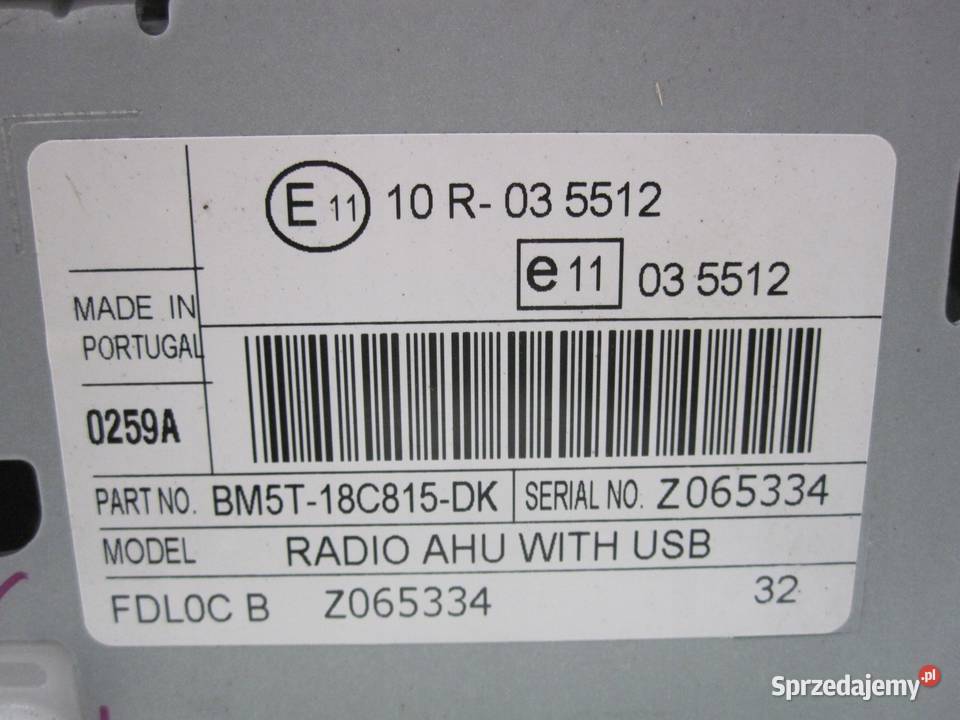 E 11 10 R- 03 5512
e 11 03 5512
MADE IN
PORTUGAL
0259A
PART NO. BM5T-18C815-DK SERIAL NO. Z065334
MODEL RADIO AHU WITH USB
FDL0C B Z065334 32
Sprzedajemy.pl